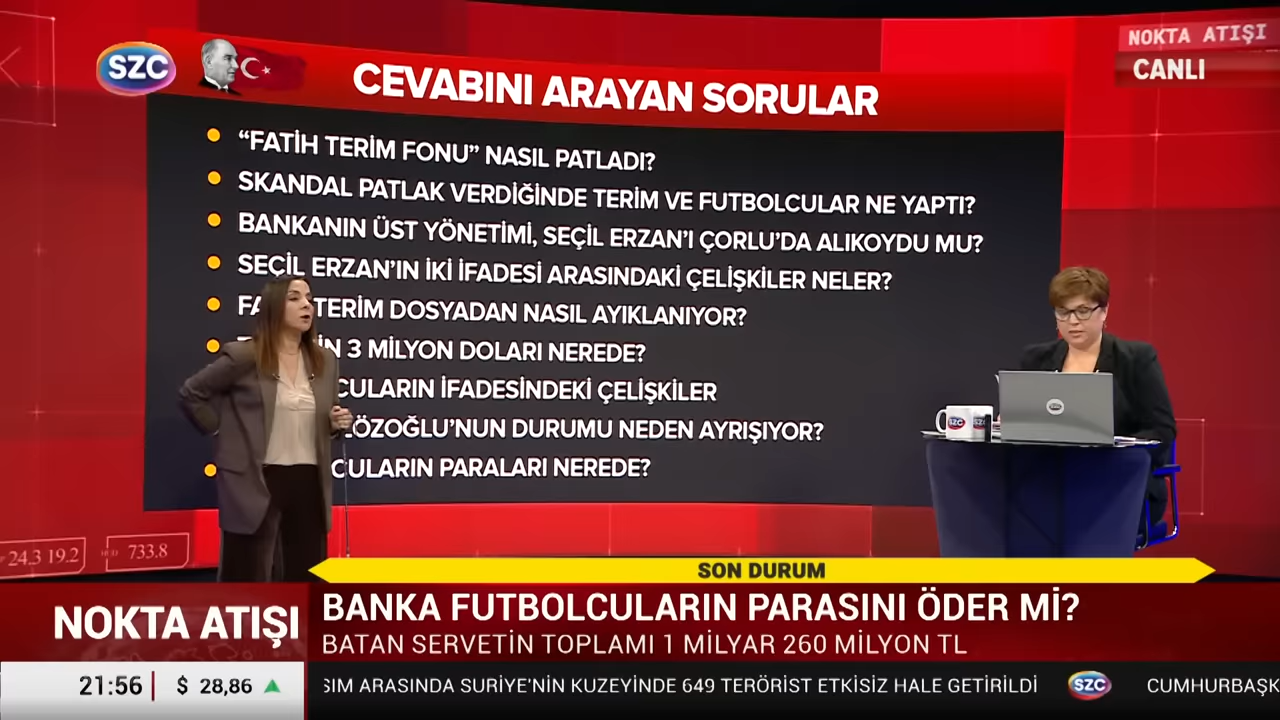 SZC
NOKTA ATIŞI
CANLI
CEVABINI ARAYAN SORULAR
“FATİH TERİM FONU” NASIL PATLADI?
SKANDAL PATLAK VERDİĞİNDE TERİM VE FUTBOLCULAR NE YAPTI?
BANKANIN ÜST YÖNETİMİ, SEÇİL ERZAN’I ÇORLU’DA ALIKOYDU MU?
SEÇİL ERZAN’IN İKİ İFADESİ ARASINDAKİ ÇELİŞKİLER NELER?
TERİM DOSYADAN NASIL AYIKLANIYOR?
3 MİLYON DOLARI NEREDE?
CULARIN İFADESİNDEKİ ÇELİŞKİLER
LÖZOĞLU’NUN DURUMU NEDEN AYRIŞIYOR?
CULARIN PARALARI NEREDE?
SZC
24.3 19.2
733.8
SON DURUM
NOKTA ATIŞI
BANKA FUTBOLCULARIN PARASINI ÖDER Mİ?
BATAN SERVETİN TOPLAMI 1 MİLYAR 260 MİLYON TL
21:56 $ 28,86
SIM ARASINDA SURİYE’NİN KUZEYİNDE 649 TERÖRİST ETKİSİZ HALE GETİRİLDİ SZC CUMHURBAŞK